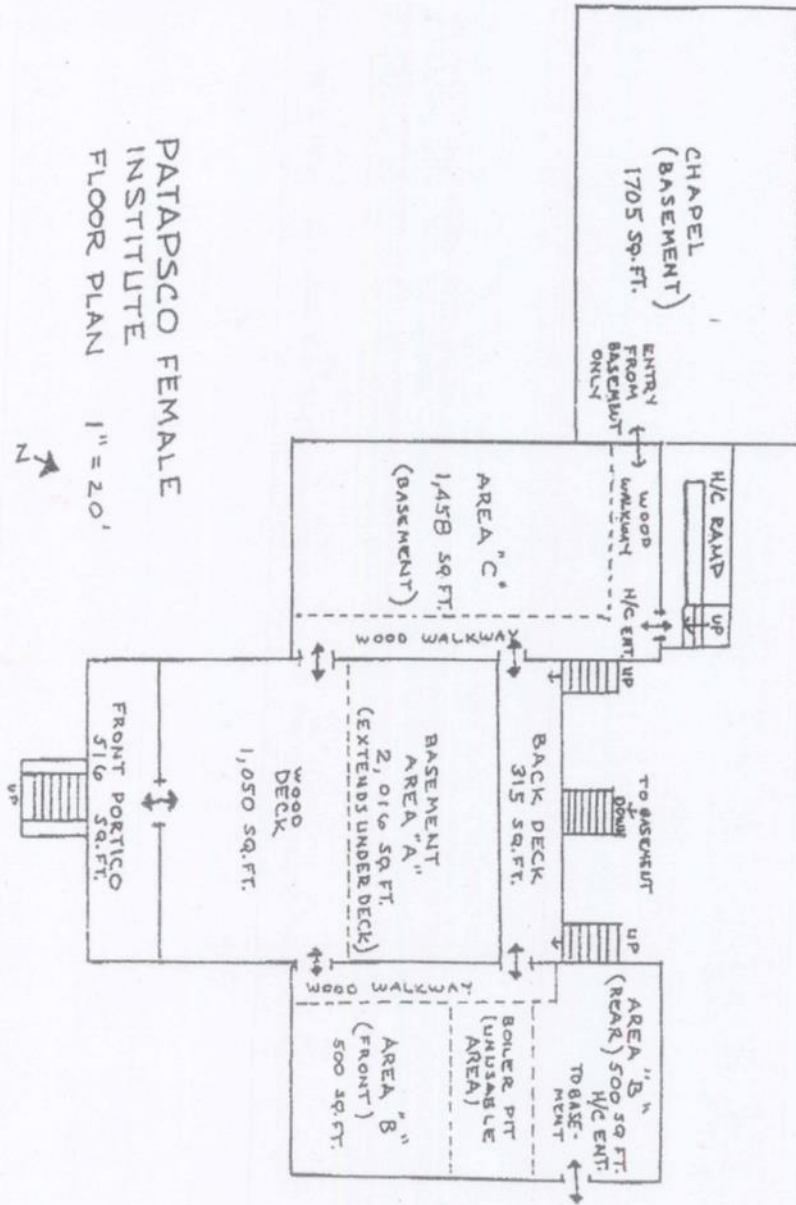 CHAPEL
(BASEMENT)
1705 SQ.FT.
ENTRY
FROM
BASEMENT
ONLY
H/C RAMP
UP
WOOD
WALKWAY
H/C ENT.
AREA "C"
1,458 SQ.FT.
(BASEMENT)
WOOD WALKWAY
UP
TO BASEMENT
DOWN
UP
BACK DECK
315 SQ.FT.
BASEMENT
AREA "A"
2,016 SQ FT.
(EXTENDS UNDER DECK)
WOOD
DECK
1,050 SQ.FT.
FRONT PORTICO
516 SQ.FT.
UP
WOOD WALKWAY
AREA "B"
(REAR) 500 SQ FT.
H/C ENT.
TO BASE-
MENT
BOILER PIT
(UNUSABLE
AREA)
AREA "B"
(FRONT)
500 SQ.FT.
PATAPSCO FEMALE
INSTITUTE
FLOOR PLAN 1" = 20'
N